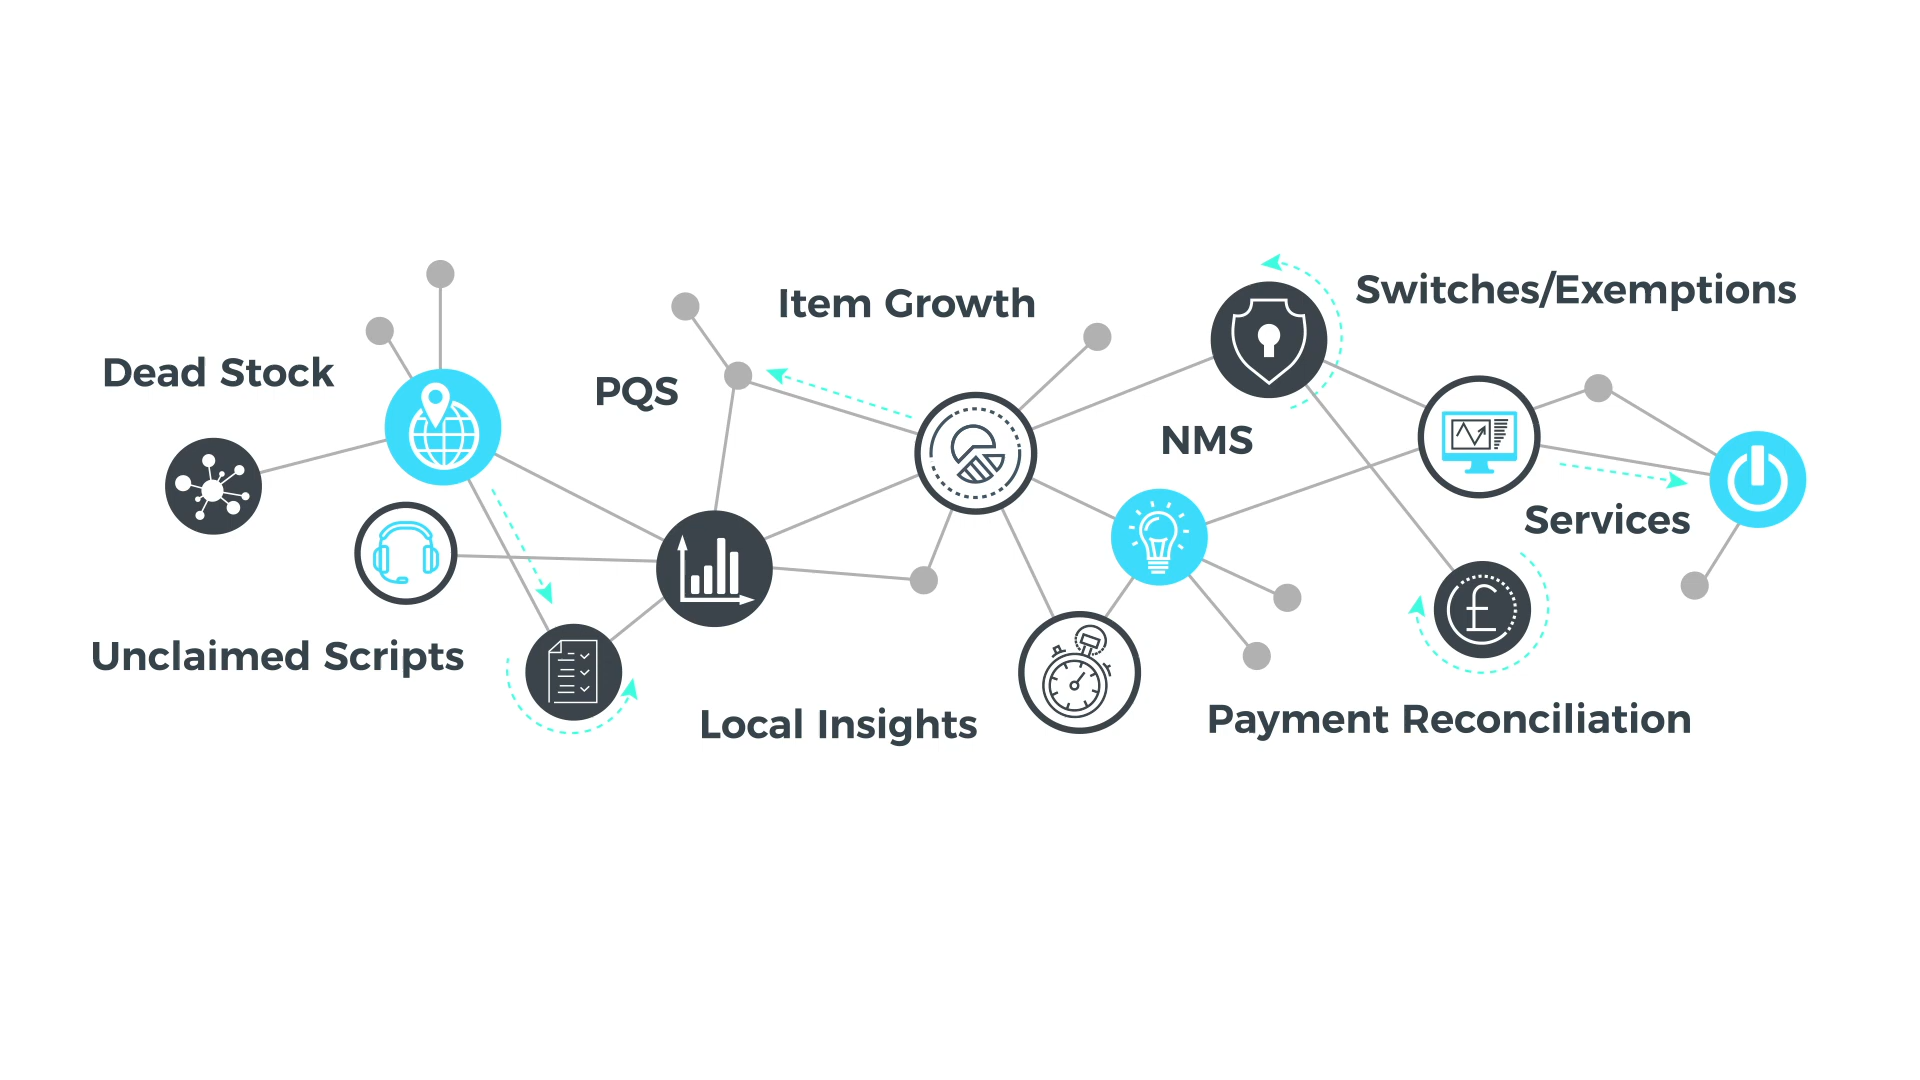 Switches/Exemptions
Item Growth
Dead Stock
PQS
NMS
Services
Unclaimed Scripts
Local Insights
Payment Reconciliation
£